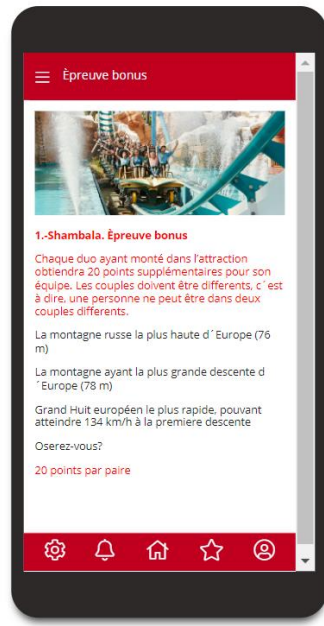 Èpreuve bonus
1.-Shambala. Èpreuve bonus
Chaque duo ayant monté dans l'attraction
obtiendra 20 points supplémentaires pour son
équipe. Les couples doivent être differents, c´est
à dire, une personne ne peut être dans deux
couples differents.
La montagne russe la plus haute d´Europe (76
m)
La montagne ayant la plus grande descente d
´Europe (78 m)
Grand Huit européen le plus rapide, pouvant
atteindre 134 km/h à la premiere descente
Oserez-vous?
20 points par paire